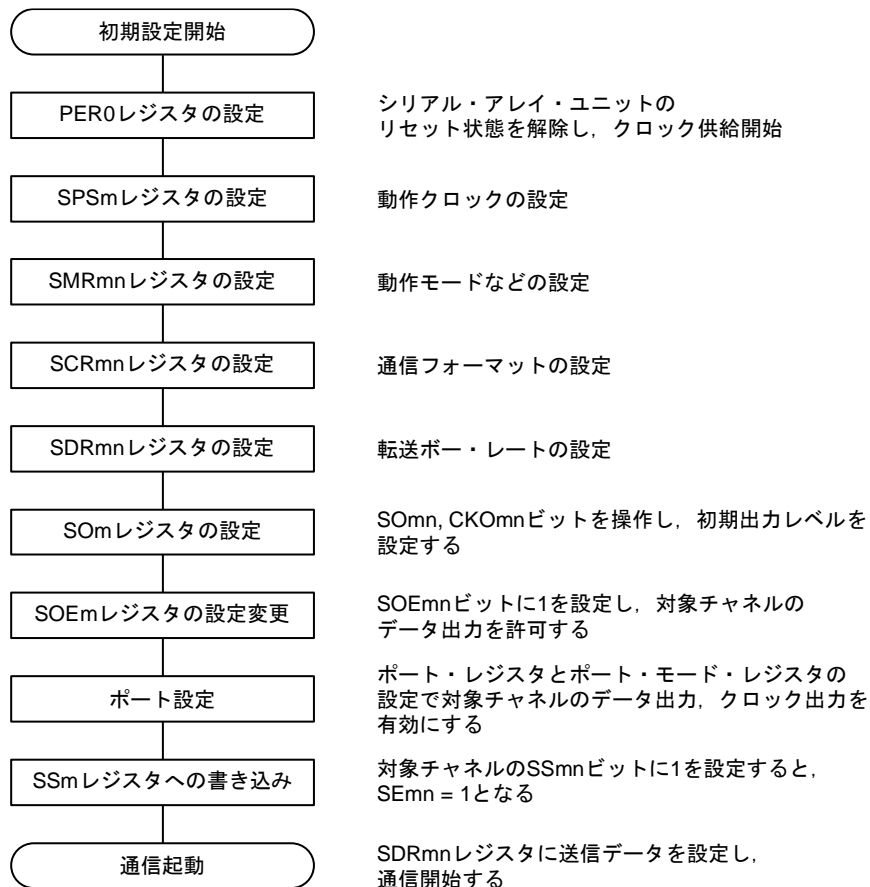 初期設定開始
PER0レジスタの設定
シリアル・アレイ・ユニットの
リセット状態を解除し，クロック供給開始
SPSmレジスタの設定
動作クロックの設定
SMRmnレジスタの設定
動作モードなどの設定
SCRmnレジスタの設定
通信フォーマットの設定
SDRmnレジスタの設定
転送ボー・レートの設定
SOmレジスタの設定
SOmn, CKOmnビットを操作し，初期出力レベルを
設定する
SOEmレジスタの設定変更
SOEmnビットに1を設定し，対象チャネルの
データ出力を許可する
ポート設定
ポート・レジスタとポート・モード・レジスタの
設定で対象チャネルのデータ出力，クロック出力を
有効にする
SSmレジスタへの書き込み
対象チャネルのSSmnビットに1を設定すると，
SEmn = 1となる
通信起動
SDRmnレジスタに送信データを設定し，
通信開始する